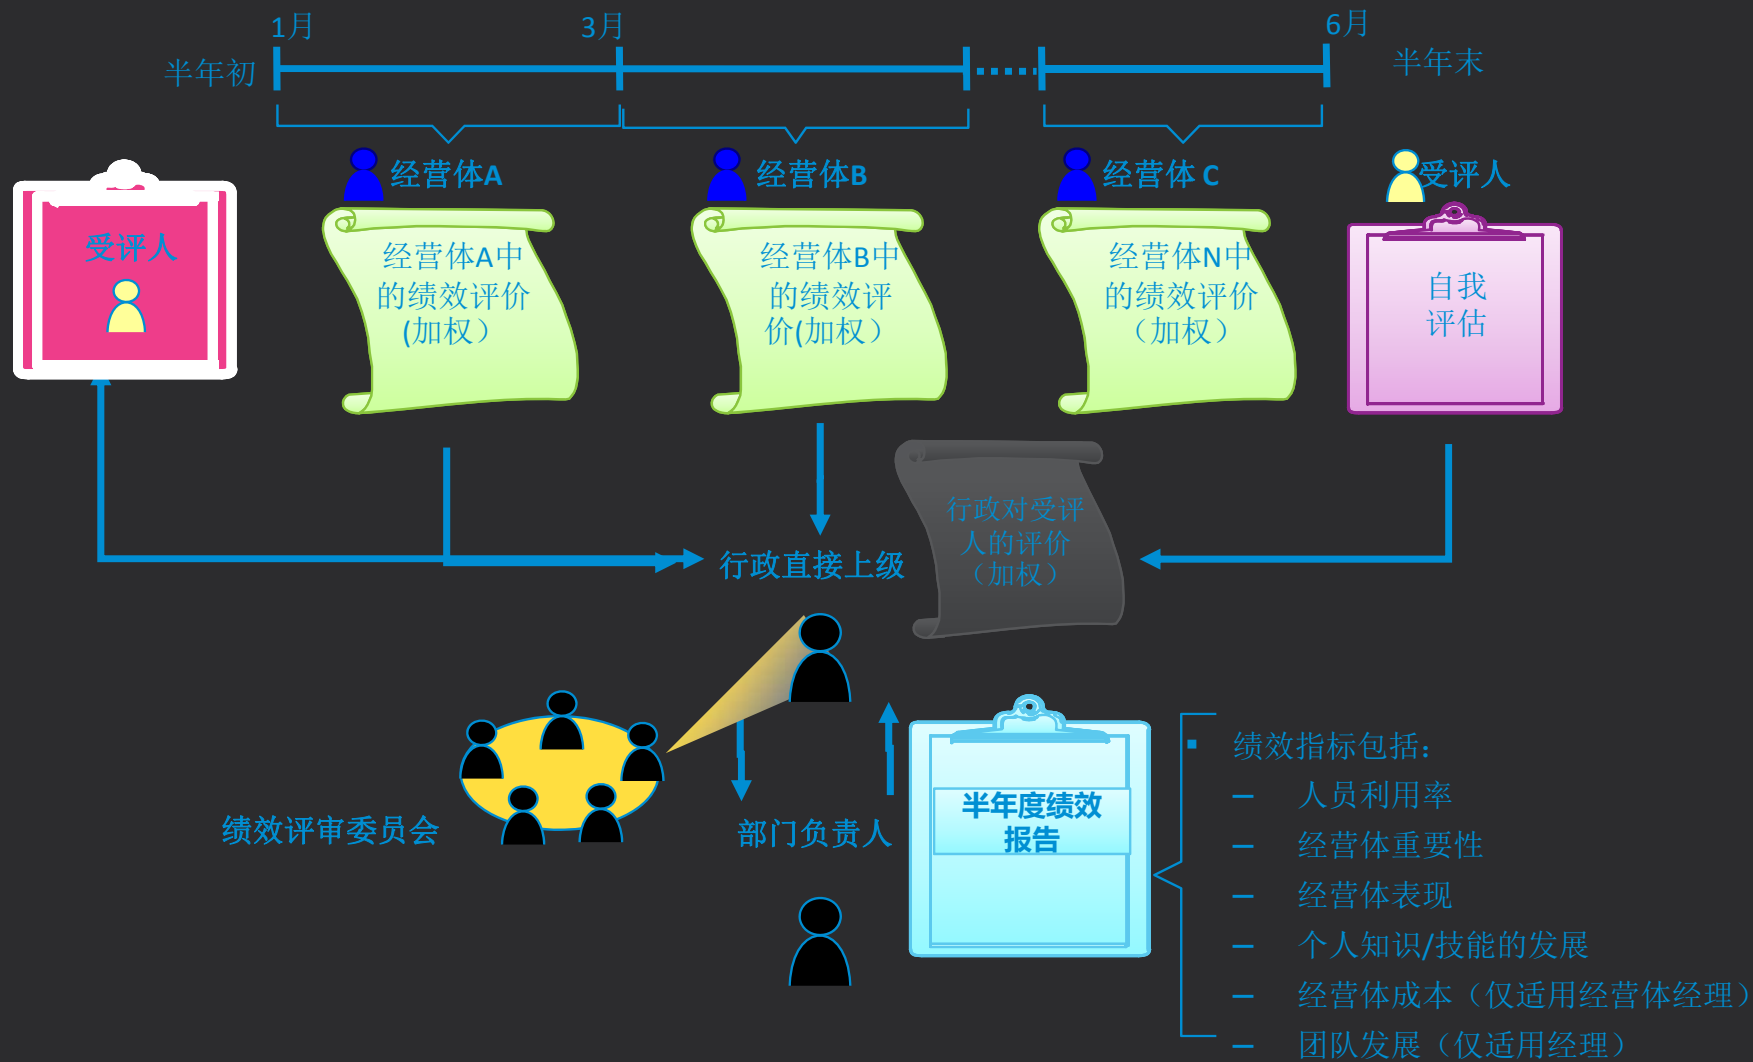 1月
3月
6月
半年初
半年末
经营体A
经营体B
经营体 C
受评人
受评人
经营体A中
的绩效评价
(加权）
经营体B中
的绩效评
价(加权）
经营体N中
的绩效评价
（加权）
自我
评估
行政对受评
人的评价
（加权）
行政直接上级
绩效评审委员会
部门负责人
半年度绩效
报告
▪ 绩效指标包括：
– 人员利用率
– 经营体重要性
– 经营体表现
– 个人知识/技能的发展
– 经营体成本（仅适用经营体经理）
– 团队发展（仅适用经理）